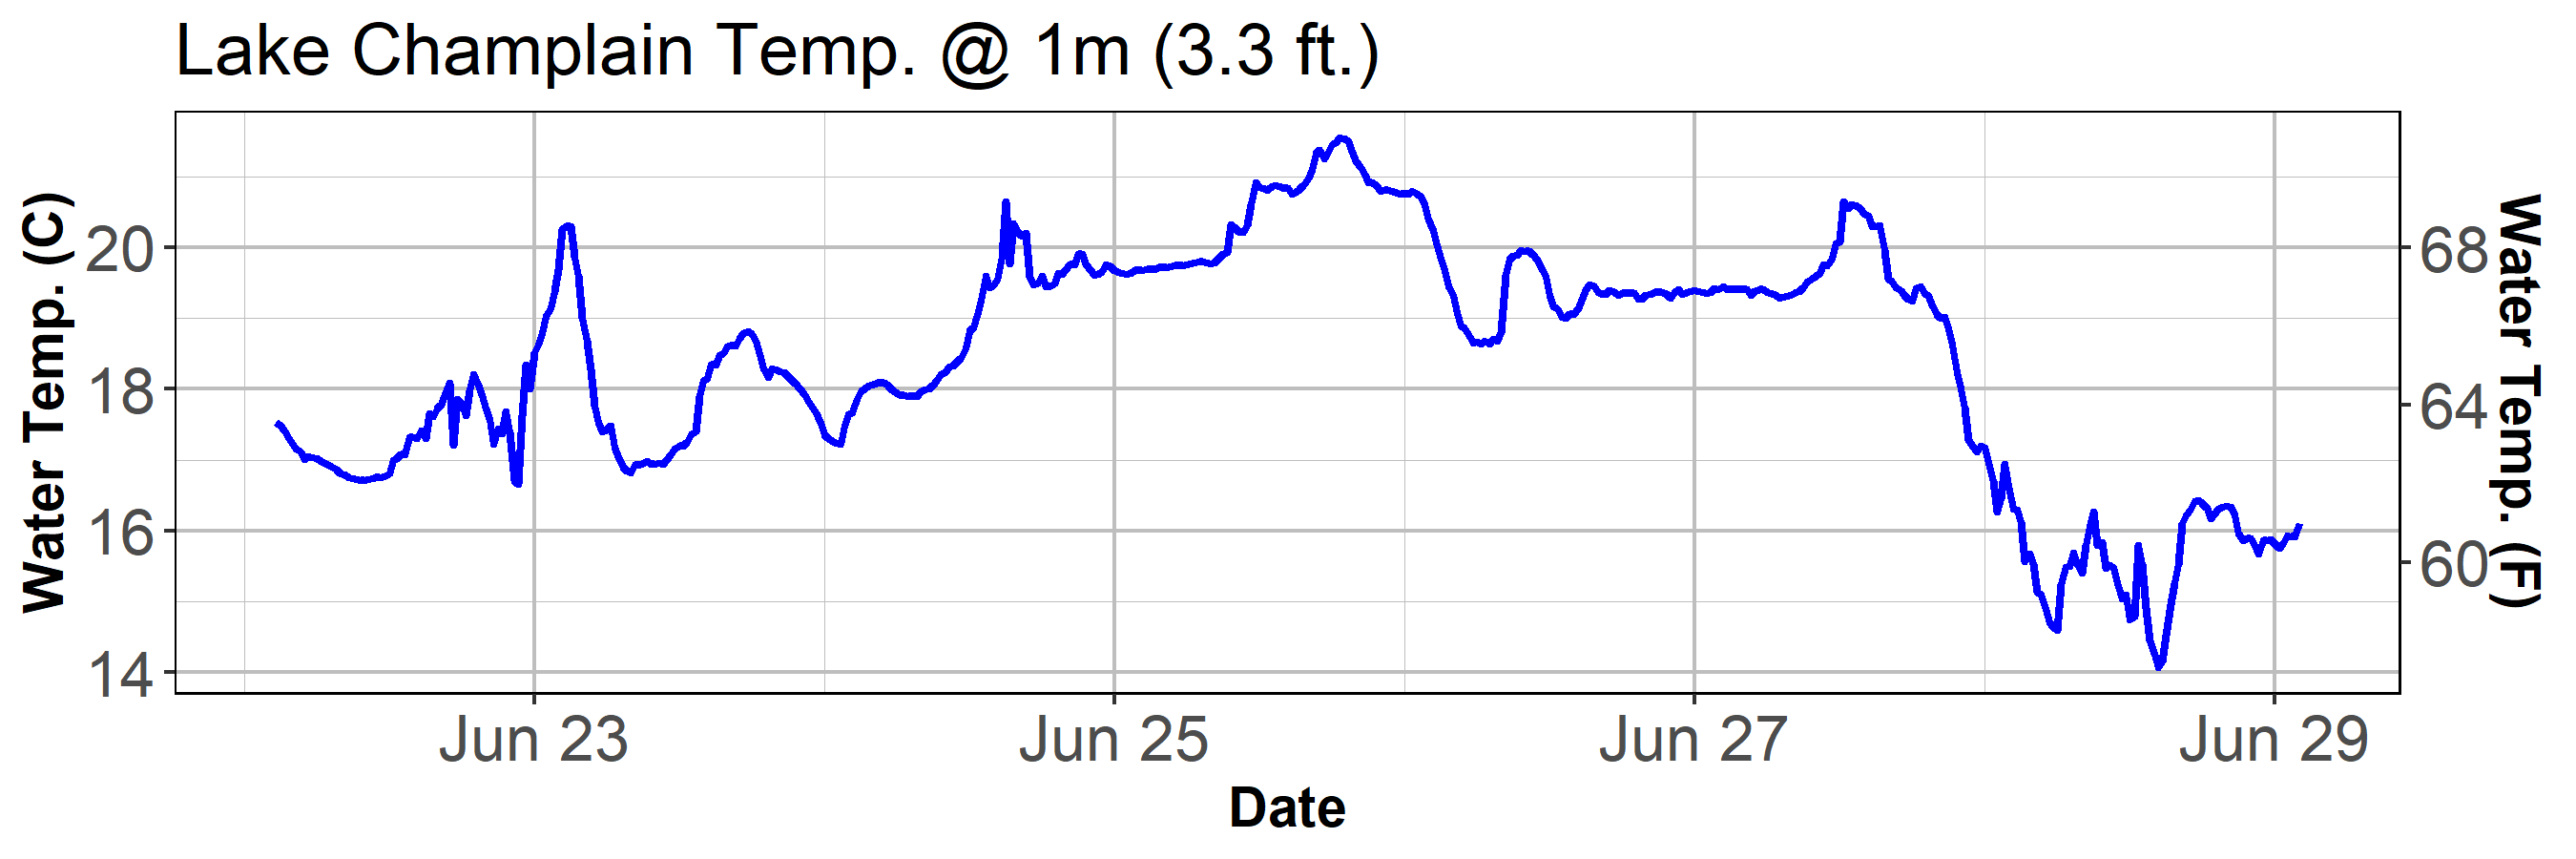 Lake Champlain Temp. @ 1m (3.3 ft.)
Water Temp. (C)
20
18
16
14
68
64
60
Water Temp. (F)
Jun 23
Jun 25
Jun 27
Jun 29
Date